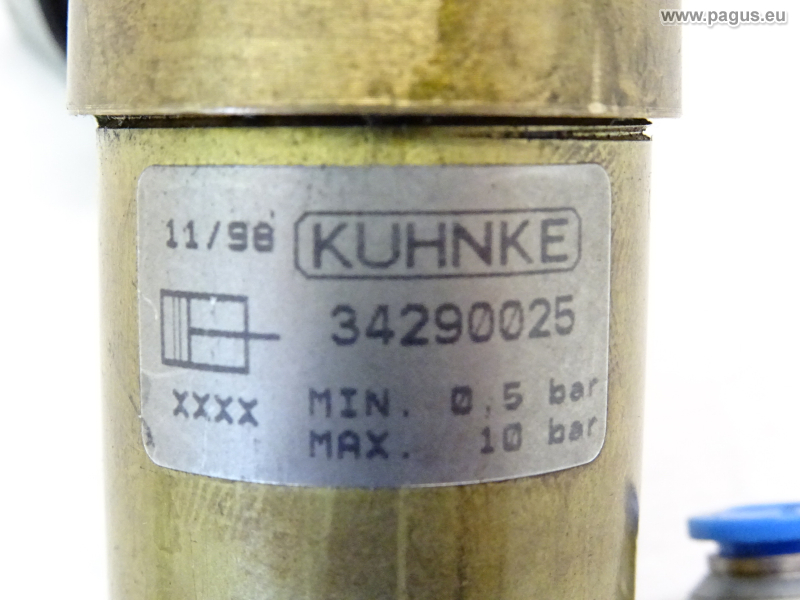 www.pagus.eu
11/98 KUHNKE
34290025
XXXX MIN. 0,5 bar
MAX. 10 bar